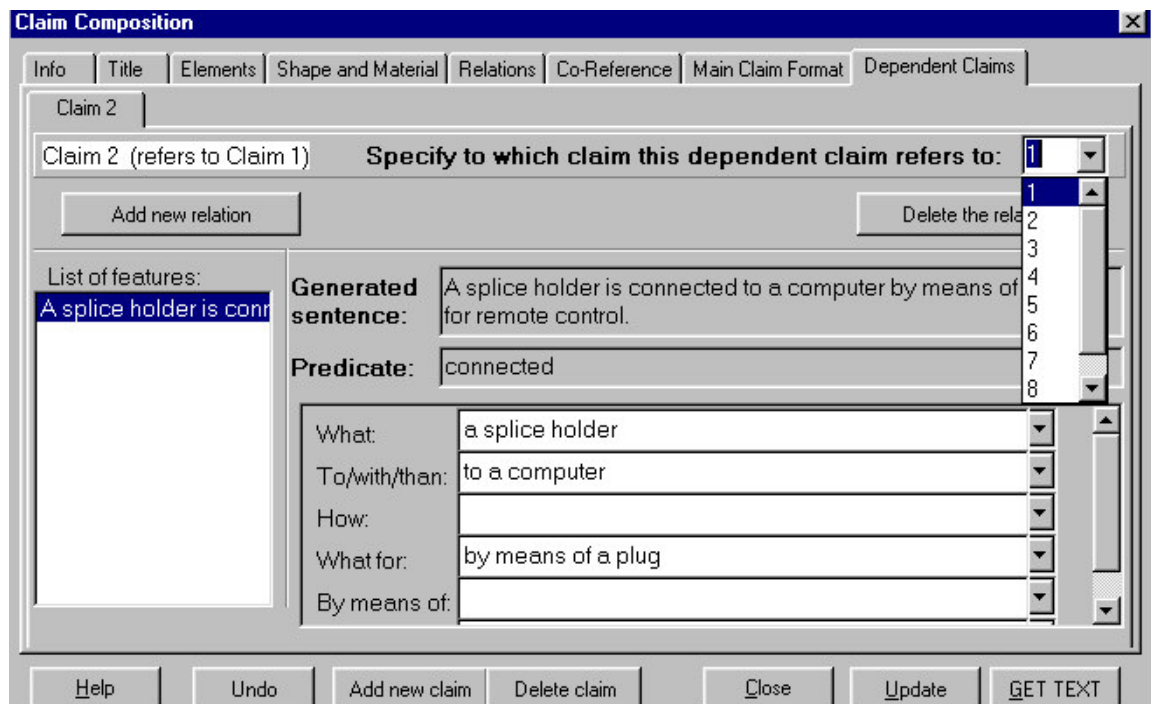 Claim Composition
Info Title Elements Shape and Material Relations Co-Reference Main Claim Format Dependent Claims
Claim 2
Claim 2 (refers to Claim 1) Specify to which claim this dependent claim refers to: 1
1
2
3
4
5
6
7
8
Add new relation Delete the rela
List of features:
A splice holder is conn
Generated sentence:
A splice holder is connected to a computer by means of
for remote control.
Predicate: connected
What: a splice holder
To/with/than: to a computer
How:
What for: by means of a plug
By means of:
Help Undo Add new claim Delete claim Close Update GET TEXT